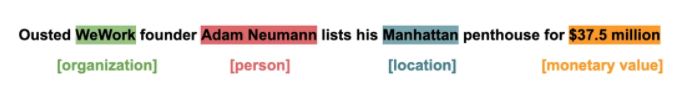 Ousted WeWork founder Adam Neumann lists his Manhattan penthouse for $37.5 million
[organization] [person] [location] [monetary value]